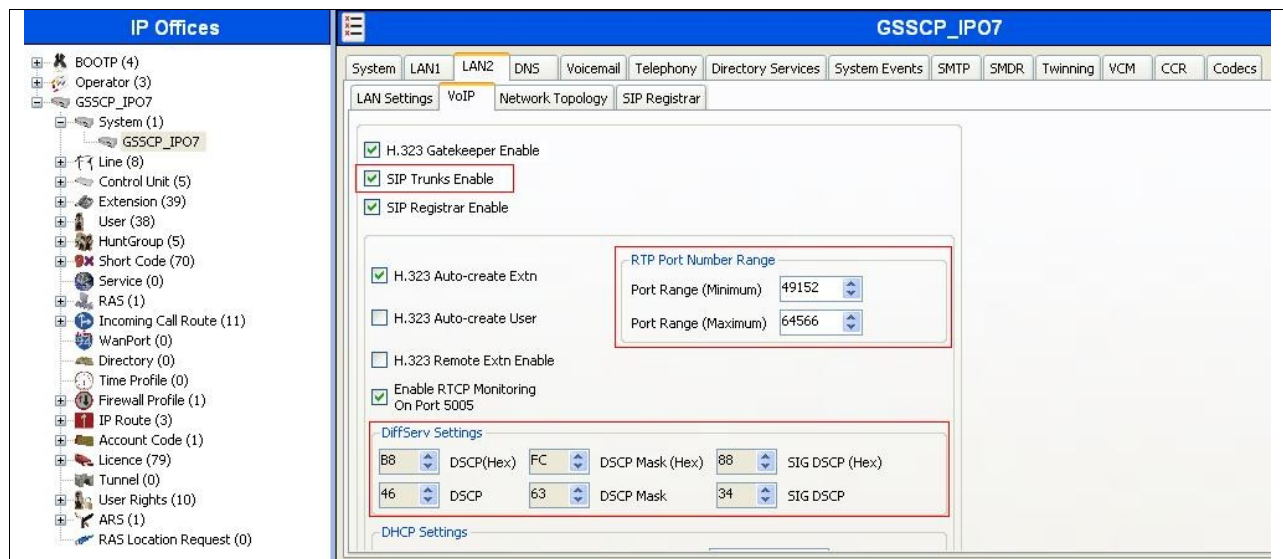 IP Offices
BOOTP (4)
Operator (3)
GSSCP_IPO7
System (1)
GSSCP_IPO7
Line (8)
Control Unit (5)
Extension (39)
User (38)
HuntGroup (5)
Short Code (70)
Service (0)
RAS (1)
Incoming Call Route (11)
WanPort (0)
Directory (0)
Time Profile (0)
Firewall Profile (1)
IP Route (3)
Account Code (1)
Licence (79)
Tunnel (0)
User Rights (10)
ARS (1)
RAS Location Request (0)
GSSCP_IPO7
System LAN1 LAN2 DNS Voicemail Telephony Directory Services System Events SMTP SMDR Twinning VCM CCR Codecs
LAN Settings VoIP Network Topology SIP Registrar
H.323 Gatekeeper Enable
SIP Trunks Enable
SIP Registrar Enable
H.323 Auto-create Extn
H.323 Auto-create User
H.323 Remote Extn Enable
Enable RTCP Monitoring
On Port 5005
RTP Port Number Range
Port Range (Minimum) 49152
Port Range (Maximum) 64566
DiffServ Settings
B8 DSCP(Hex) FC DSCP Mask (Hex) 88 SIG DSCP (Hex)
46 DSCP 63 DSCP Mask 34 SIG DSCP
DHCP Settings